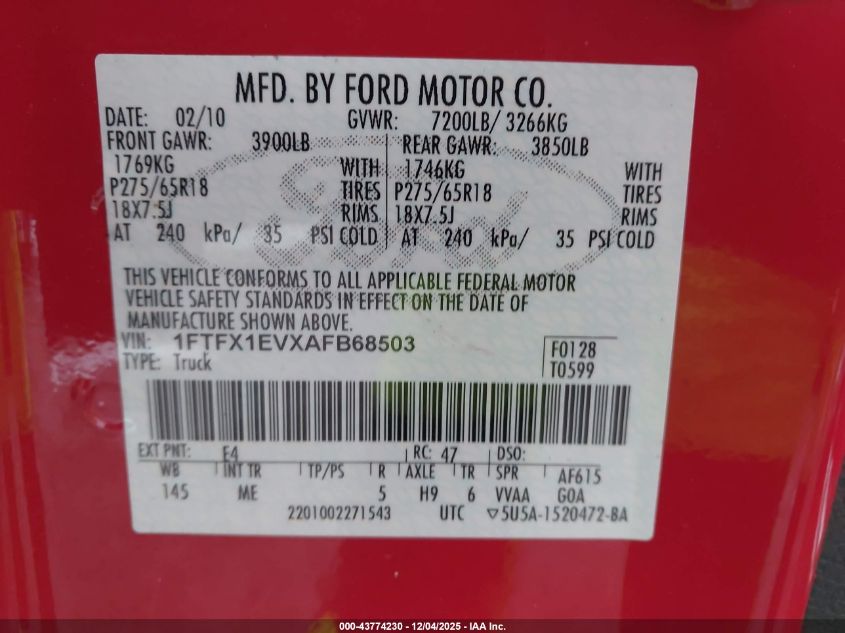 MFD. BY FORD MOTOR CO.
DATE: 02/10 GVWR: 7200LB/ 3266KG
FRONT GAWR: 3900LB REAR GAWR: 3850LB
1769KG WITH 1746KG WITH
P275/65R18 TIRES P275/65R18 TIRES
18X7.5J RIMS 18X7.5J RIMS
AT 240 kPa/ 35 PSI COLD AT 240 kPa/ 35 PSI COLD
Ford
THIS VEHICLE CONFORMS TO ALL APPLICABLE FEDERAL MOTOR
VEHICLE SAFETY STANDARDS IN EFFECT ON THE DATE OF
MANUFACTURE SHOWN ABOVE.
VIN: 1FTFX1EVXAFB68503 F0128
TYPE: Truck T0599
EXT PNT: E4 RC: 47 DSO:
WB INT TR TP/PS R AXLE TR SPR AF615
145 ME 5 H9 6 VVAA GOA
2201002271543 UTC ▽5U5A-1520472-BA
000-43774230 - 12/04/2025 - IAA Inc.